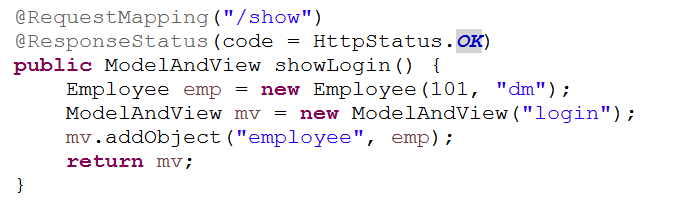 @RequestMapping("/show")
@ResponseStatus(code = HttpStatus.OK)
public ModelAndView showLogin() {
    Employee emp = new Employee(101, "dm");
    ModelAndView mv = new ModelAndView("login");
    mv.addObject("employee", emp);
    return mv;
}